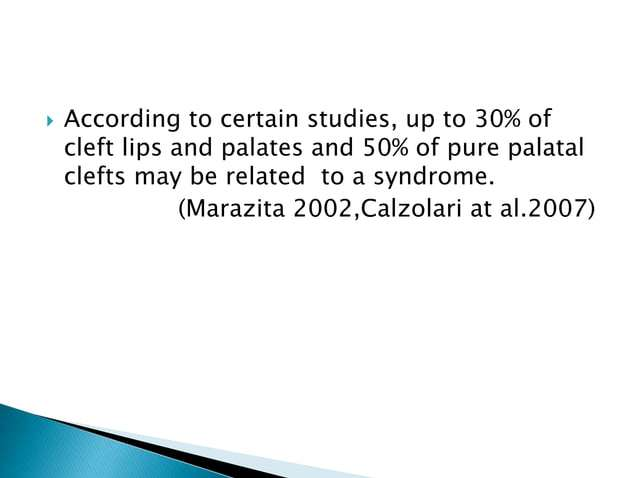 According to certain studies, up to 30% of
cleft lips and palates and 50% of pure palatal
clefts may be related  to a syndrome.
(Marazita 2002,Calzolari at al.2007)